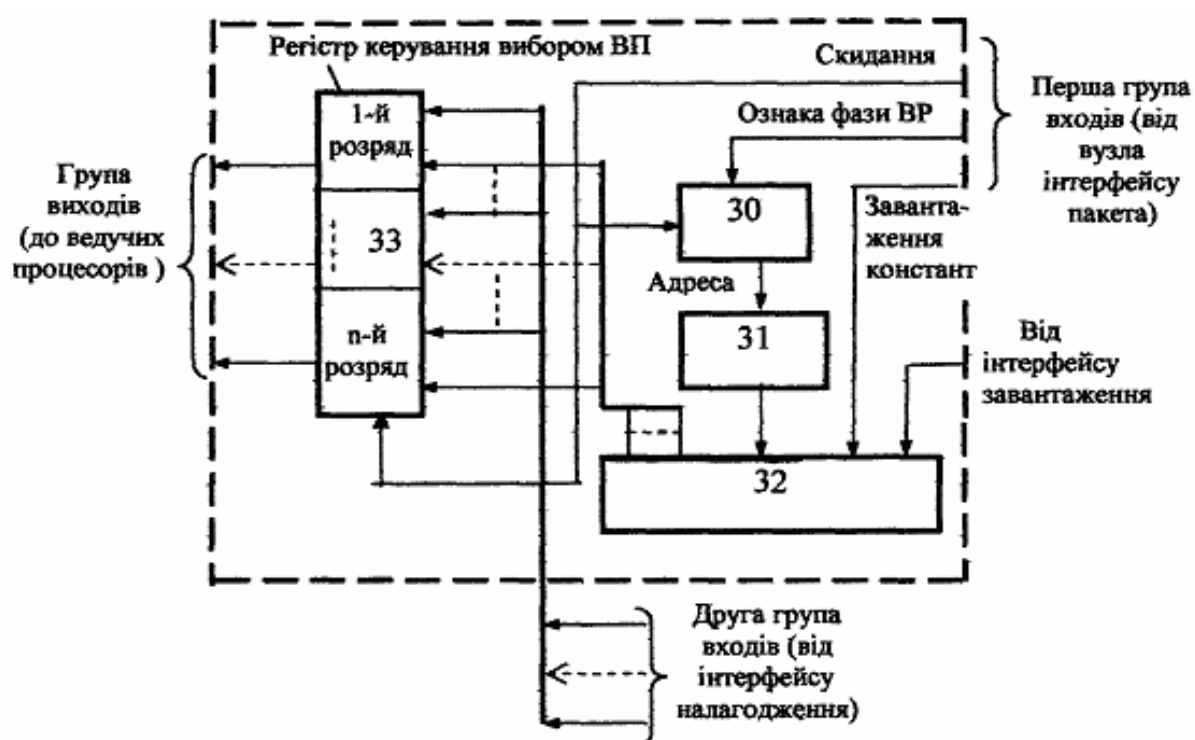 Регістр керування вибором ВП
1-й
розряд
33
n-й
розряд
Група
виходів
(до ведучих
процесорів )
Скидання
Ознака фази ВР
30
Адреса
31
32
Заванта-
ження
констант
Перша група
входів (від
вузла
інтерфейсу
пакета)
Від
інтерфейсу
завантаження
Друга група
входів (від
інтерфейсу
налагодження)